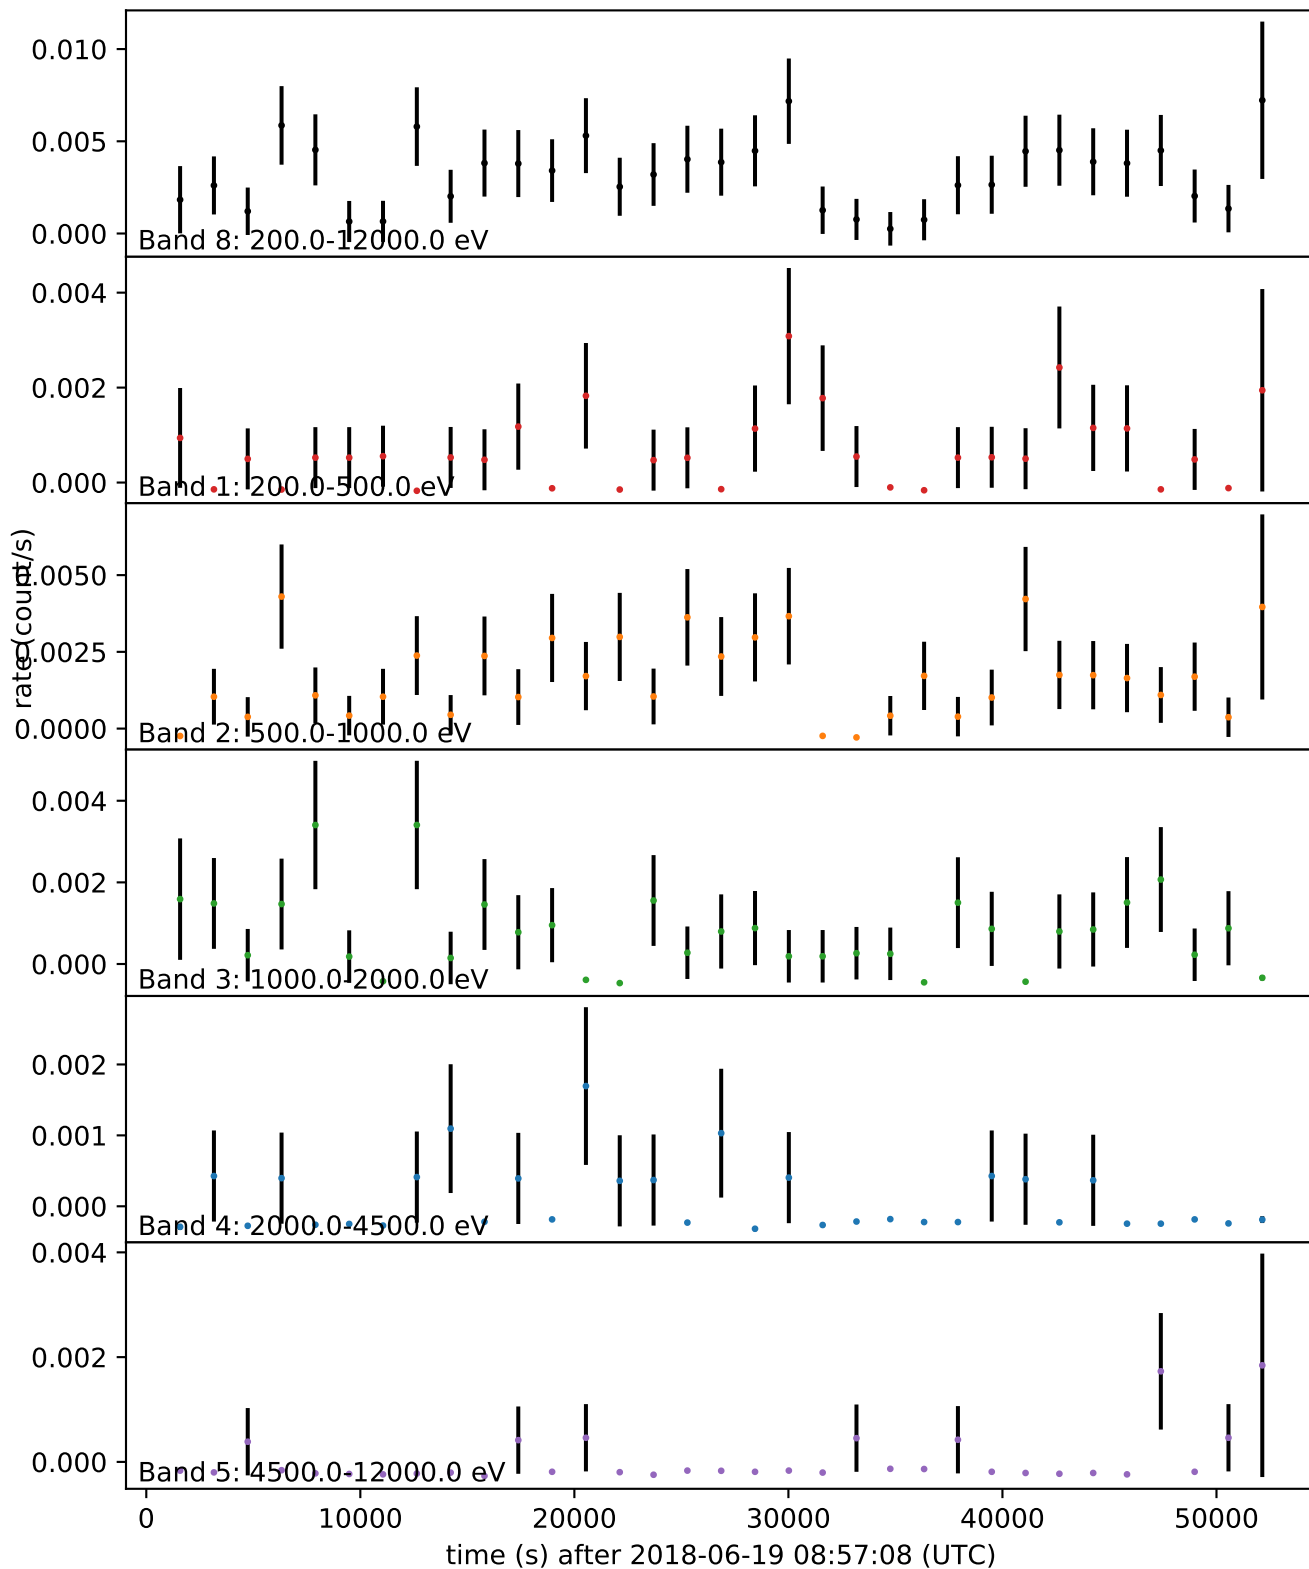 0.010
0.005
0.000
Band 8: 200.0-12000.0 eV
0.004
0.002
0.000
Band 1: 200.0-500.0 eV
rate (count/s)
0.0050
0.0025
0.0000
Band 2: 500.0-1000.0 eV
0.004
0.002
0.000
Band 3: 1000.0-2000.0 eV
0.002
0.001
0.000
Band 4: 2000.0-4500.0 eV
0.004
0.002
0.000
Band 5: 4500.0-12000.0 eV
0 10000 20000 30000 40000 50000
time (s) after 2018-06-19 08:57:08 (UTC)